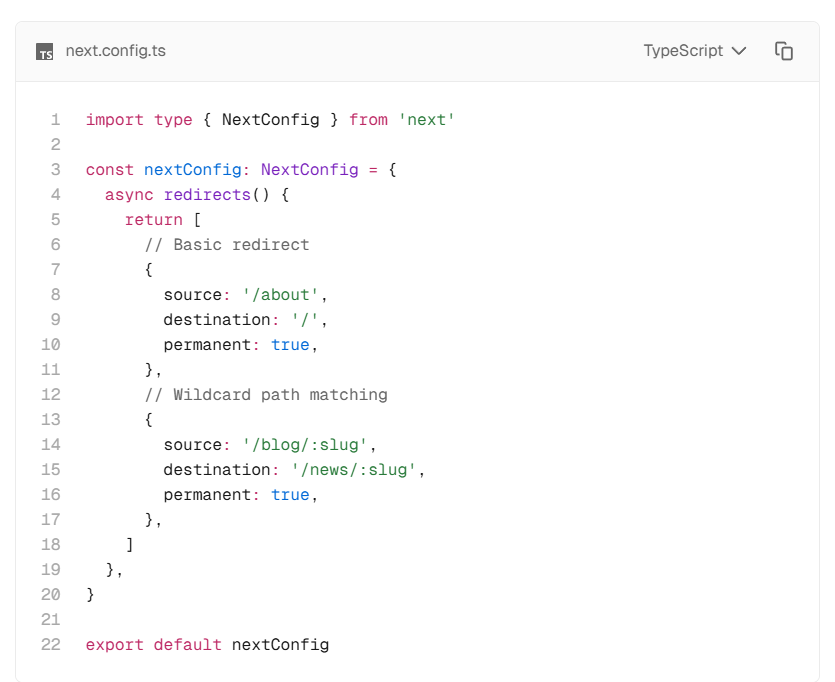 TS next.config.ts TypeScript
1 import type { NextConfig } from 'next'
2
3 const nextConfig: NextConfig = {
4   async redirects() {
5     return [
6       // Basic redirect
7       {
8         source: '/about',
9         destination: '/',
10         permanent: true,
11       },
12       // Wildcard path matching
13       {
14         source: '/blog/:slug',
15         destination: '/news/:slug',
16         permanent: true,
17       },
18     ]
19   },
20 }
21
22 export default nextConfig